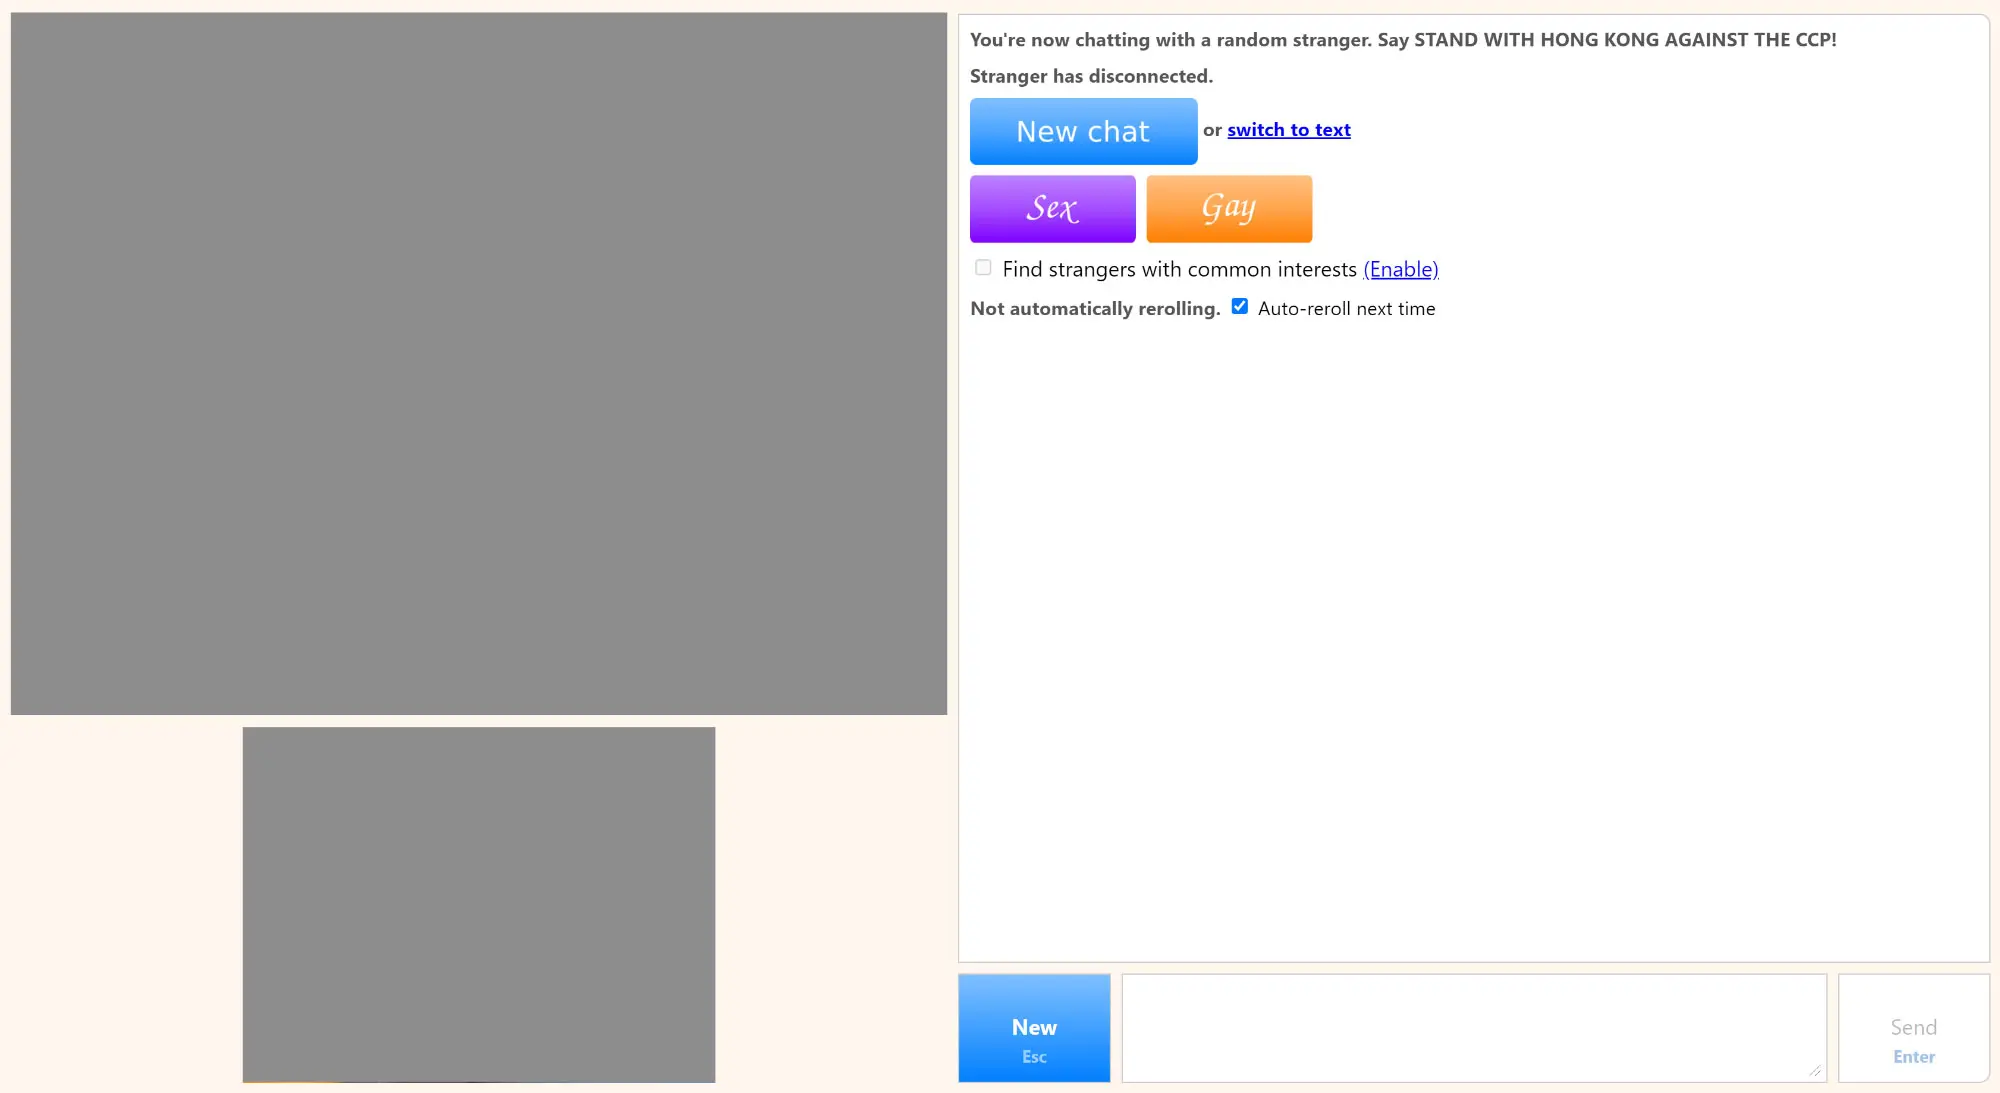 You're now chatting with a random stranger. Say STAND WITH HONG KONG AGAINST THE CCP!
Stranger has disconnected.
New chat or switch to text
Sex Gay
Find strangers with common interests (Enable)
Not automatically rerolling. Auto-reroll next time
New Send
Esc Enter